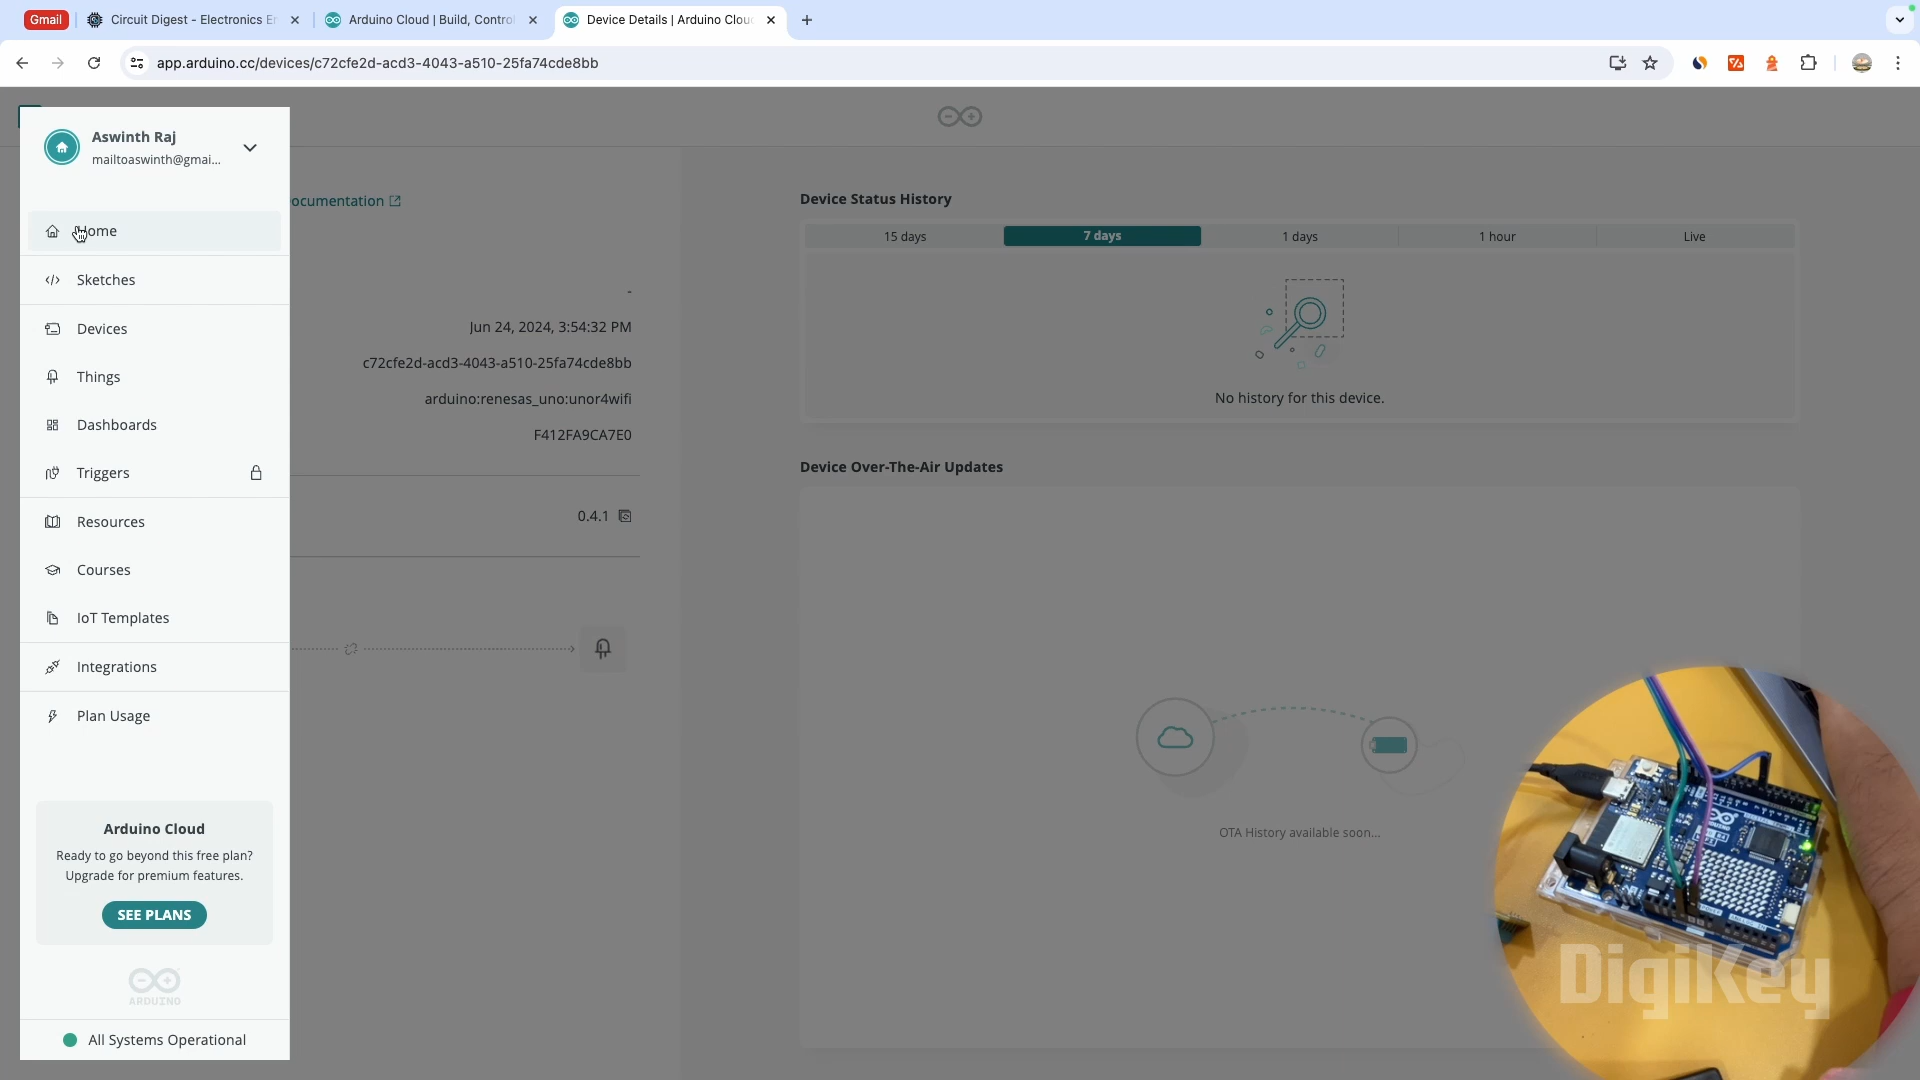 Gmail
Circuit Digest - Electronics E
Arduino Cloud | Build, Contro
Device Details | Arduino Clou
app.arduino.cc/devices/c72cfe2d-acd3-4043-a510-25fa74cde8bb
Aswinth Raj
mailtoaswinth@gmai...
Home
Sketches
Devices
Things
Dashboards
Triggers
Resources
Courses
IoT Templates
Integrations
Plan Usage
Arduino Cloud
Ready to go beyond this free plan?
Upgrade for premium features.
SEE PLANS
ARDUINO
All Systems Operational
ocumentation
-
Jun 24, 2024, 3:54:32 PM
c72cfe2d-acd3-4043-a510-25fa74cde8bb
arduino:renesas_uno:unor4wifi
F412FA9CA7E0
0.4.1
Device Status History
15 days 7 days 1 days 1 hour Live
No history for this device.
Device Over-The-Air Updates
OTA History available soon...
DigiKey